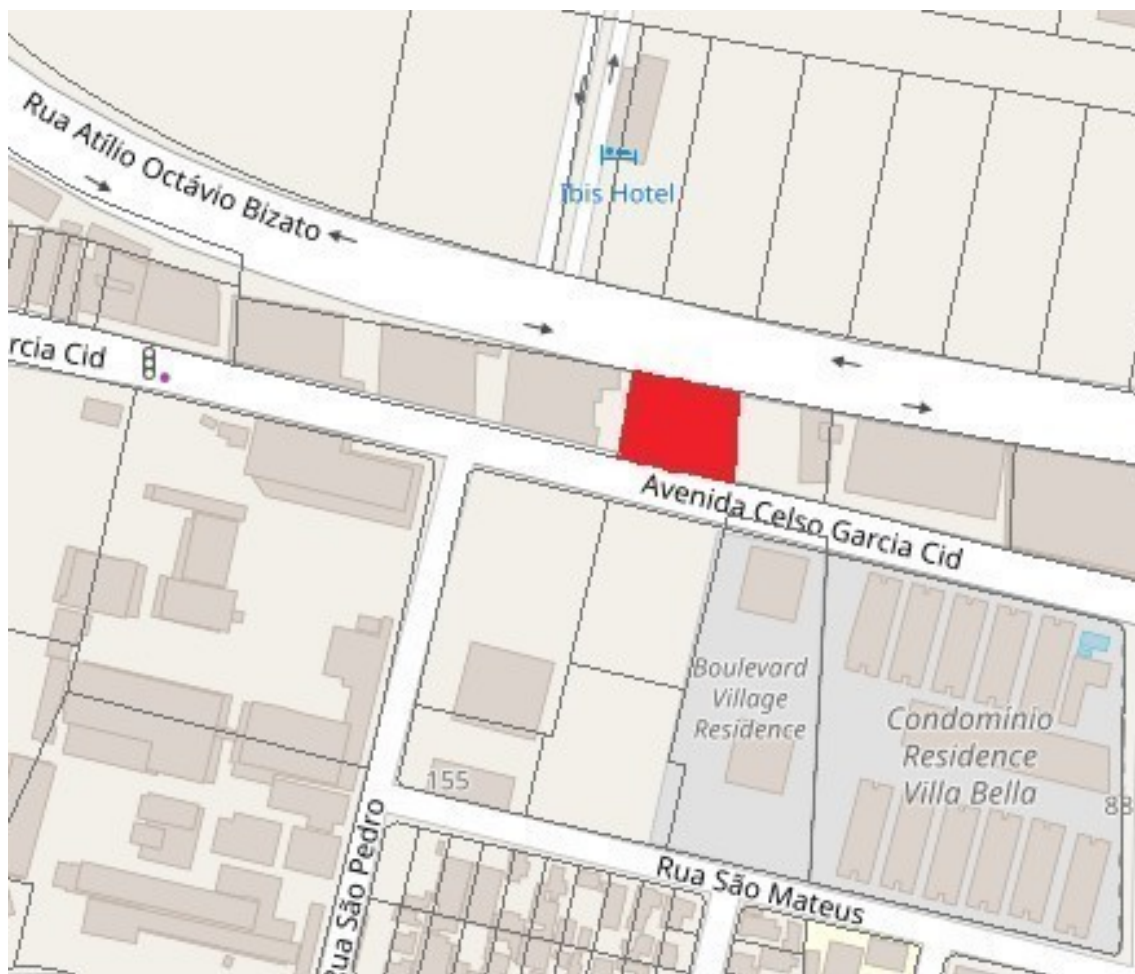 Rua Atílio Octávio Bizato
Ibis Hotel
rcia Cid
Avenida Celso Garcia Cid
Boulevard
Village
Residence
Condomínio
Residence
Villa Bella
155
88
Rua São Pedro
Rua São Mateus